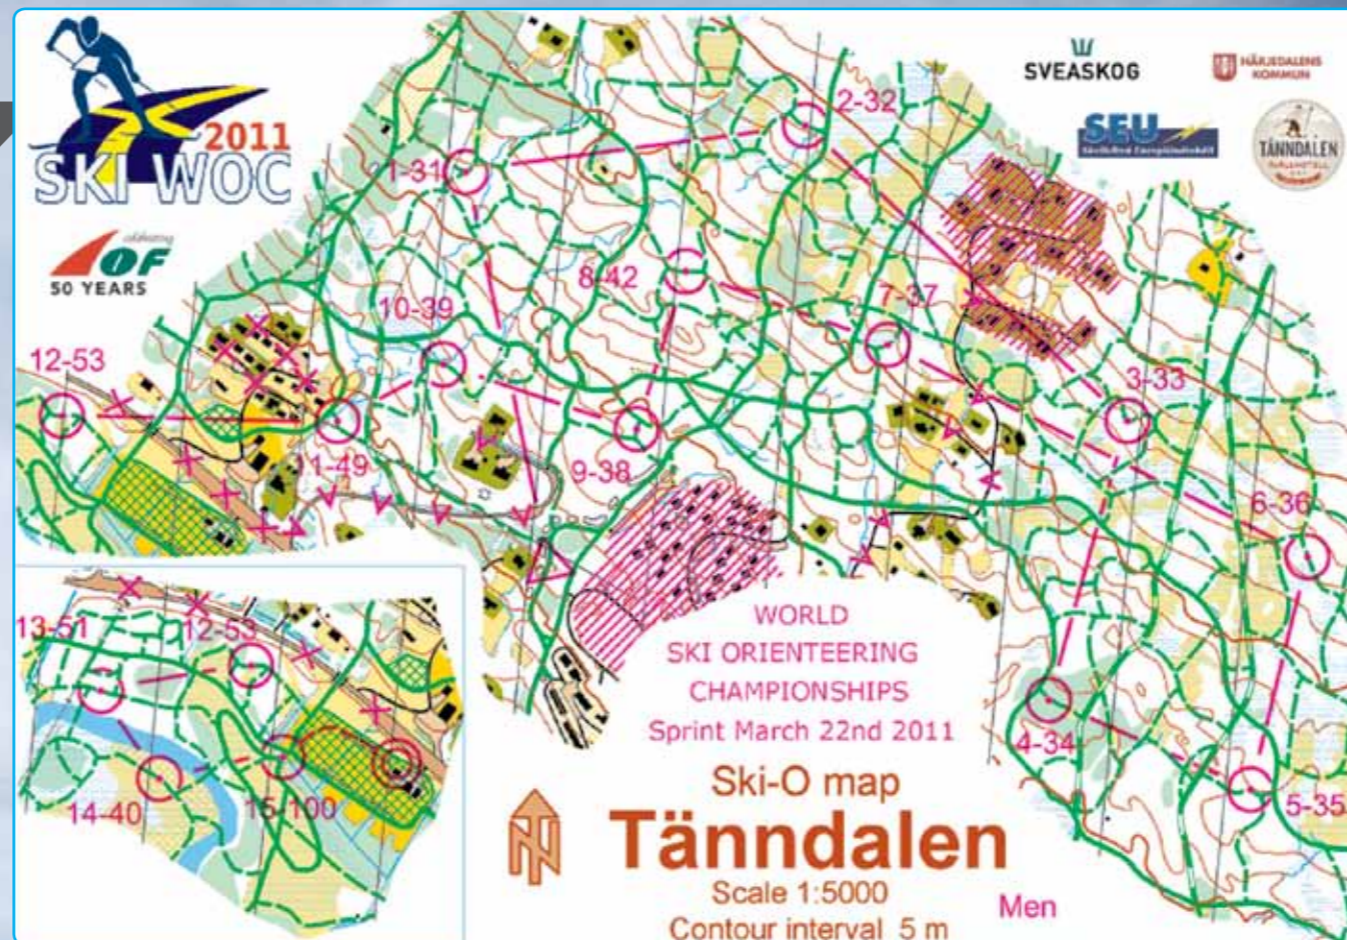 2011
SKI WOC
IOF
50 YEARS
SVEASKOG
HÄRJEDALENS
KOMMUN
SEU
TÄNNDALEN
1-31
2-32
8-42
10-39
7-37
12-53
3-33
11-49
9-38
6-36
4-34
5-35
13-51
12-53
14-40
15-100
WORLD
SKI ORIENTEERING
CHAMPIONSHIPS
Sprint March 22nd 2011
Ski-O map
Tänndalen
Scale 1:5000
Contour interval 5 m
Men